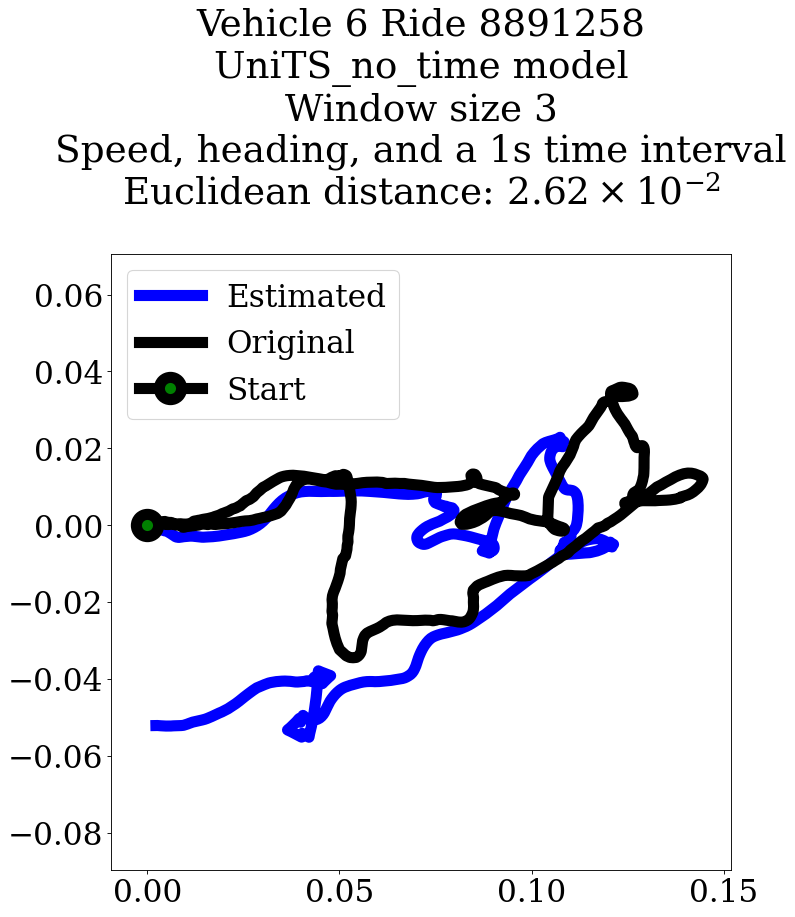 Vehicle 6 Ride 8891258
UniTS_no_time model
Window size 3
Speed, heading, and a 1s time interval
Euclidean distance: 2.62 × 10⁻²
Estimated
Original
Start
0.06
0.04
0.02
0.00
−0.02
−0.04
−0.06
−0.08
0.00 0.05 0.10 0.15